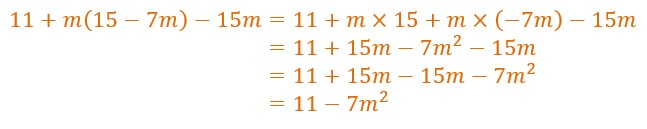 11 + m(15 − 7m) − 15m = 11 + m × 15 + m × (−7m) − 15m
= 11 + 15m − 7m² − 15m
= 11 + 15m − 15m − 7m²
= 11 − 7m²